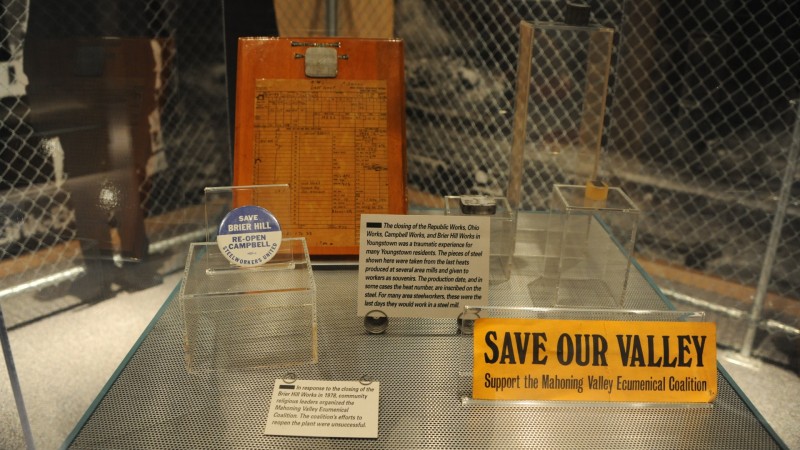 SAVE
BRIER HILL
RE-OPEN
CAMPBELL
STEELWORKERS UNITED
The closing of the Republic, Ohio
Works, Campbell Works, and Brier Hill Works in
Youngstown was a traumatic experience for
many Youngstown residents. The pieces of steel
shown here were taken from the last heats
produced at several area mills and given to
workers as souvenirs. The production date, and in
some cases the heat number, are inscribed on the
steel. For many area steelworkers, these were the
last days they would work in a steel mill.
SAVE OUR VALLEY
Support the Mahoning Valley Ecumenical Coalition
In response to the closing of the
Brier Hill Works in 1978, community
religious leaders organized the
Mahoning Valley Ecumenical
Coalition. The coalition's efforts to
reopen the plant were unsuccessful.